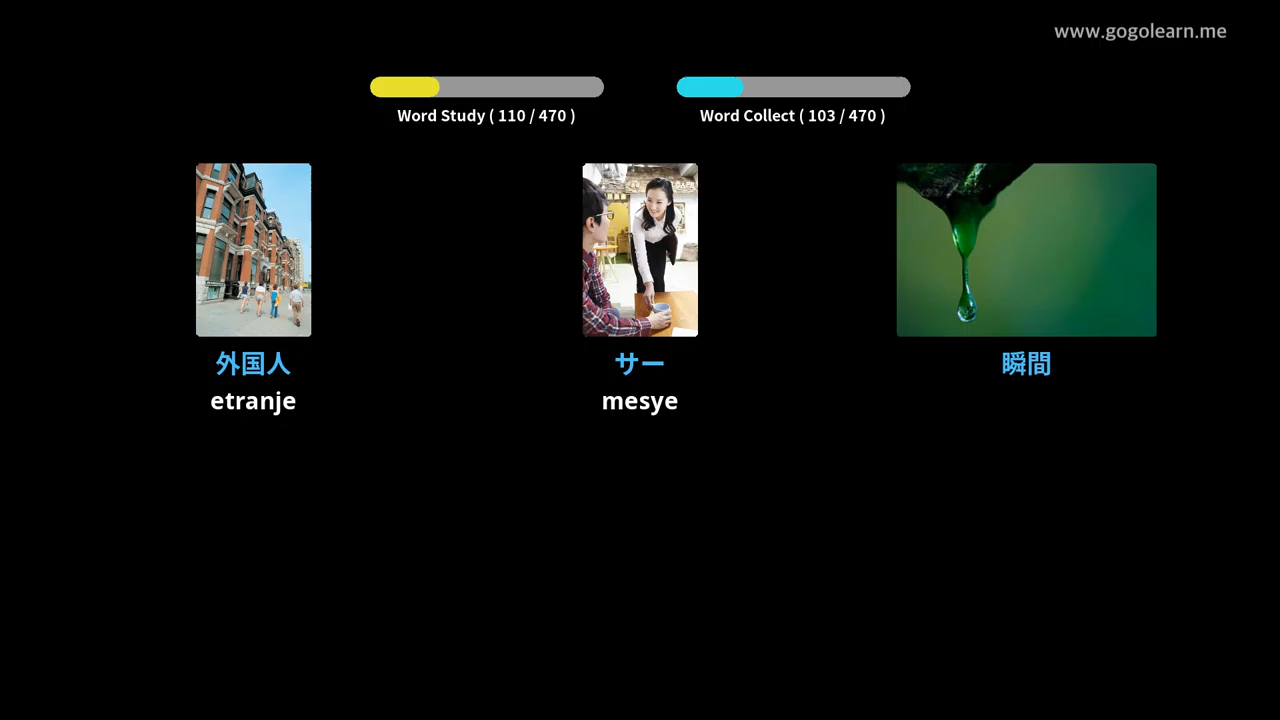 www.gogolearn.me
Word Study ( 110 / 470 )
Word Collect ( 103 / 470 )
外国人
サー
瞬間
etranje
mesye